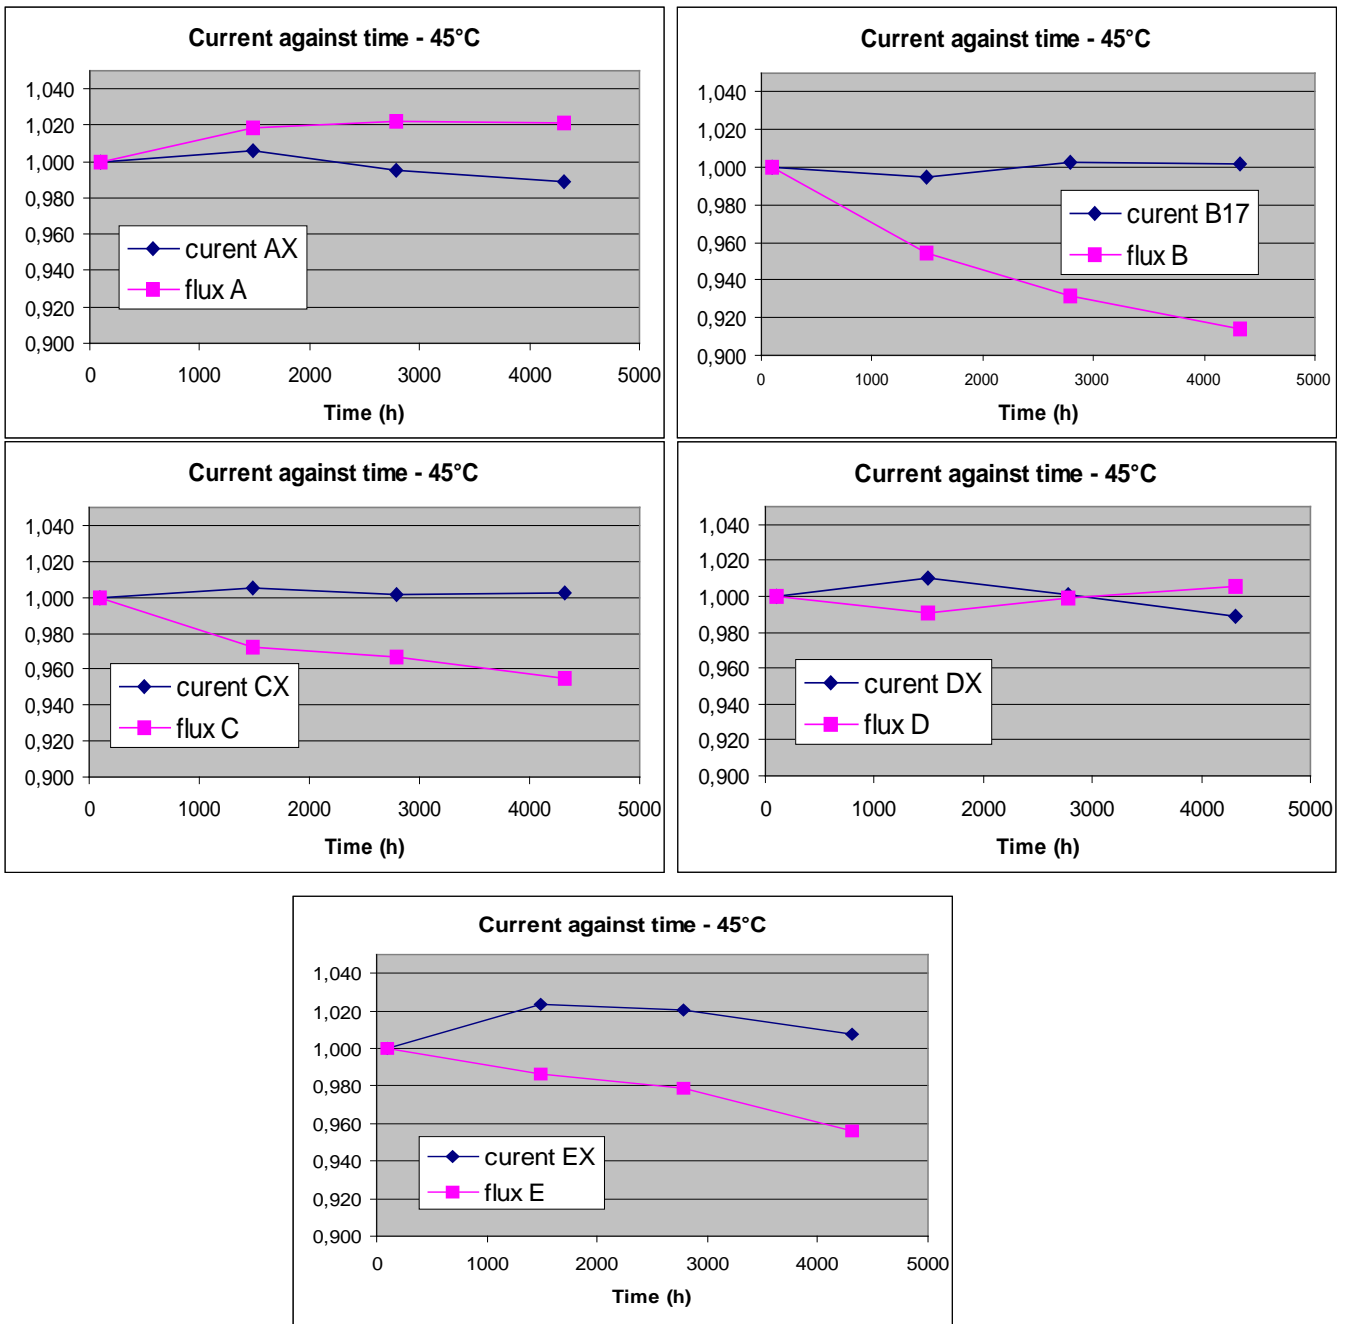 Current against time - 45°C
1,040
1,020
1,000
0,980
0,960
0,940
0,920
0,900
curent AX
flux A
0 1000 2000 3000 4000 5000
Time (h)
Current against time - 45°C
1,040
1,020
1,000
0,980
0,960
0,940
0,920
0,900
curent B17
flux B
0 1000 2000 3000 4000 5000
Time (h)
Current against time - 45°C
1,040
1,020
1,000
0,980
0,960
0,940
0,920
0,900
curent CX
flux C
0 1000 2000 3000 4000 5000
Time (h)
Current against time - 45°C
1,040
1,020
1,000
0,980
0,960
0,940
0,920
0,900
curent DX
flux D
0 1000 2000 3000 4000 5000
Time (h)
Current against time - 45°C
1,040
1,020
1,000
0,980
0,960
0,940
0,920
0,900
curent EX
flux E
0 1000 2000 3000 4000 5000
Time (h)